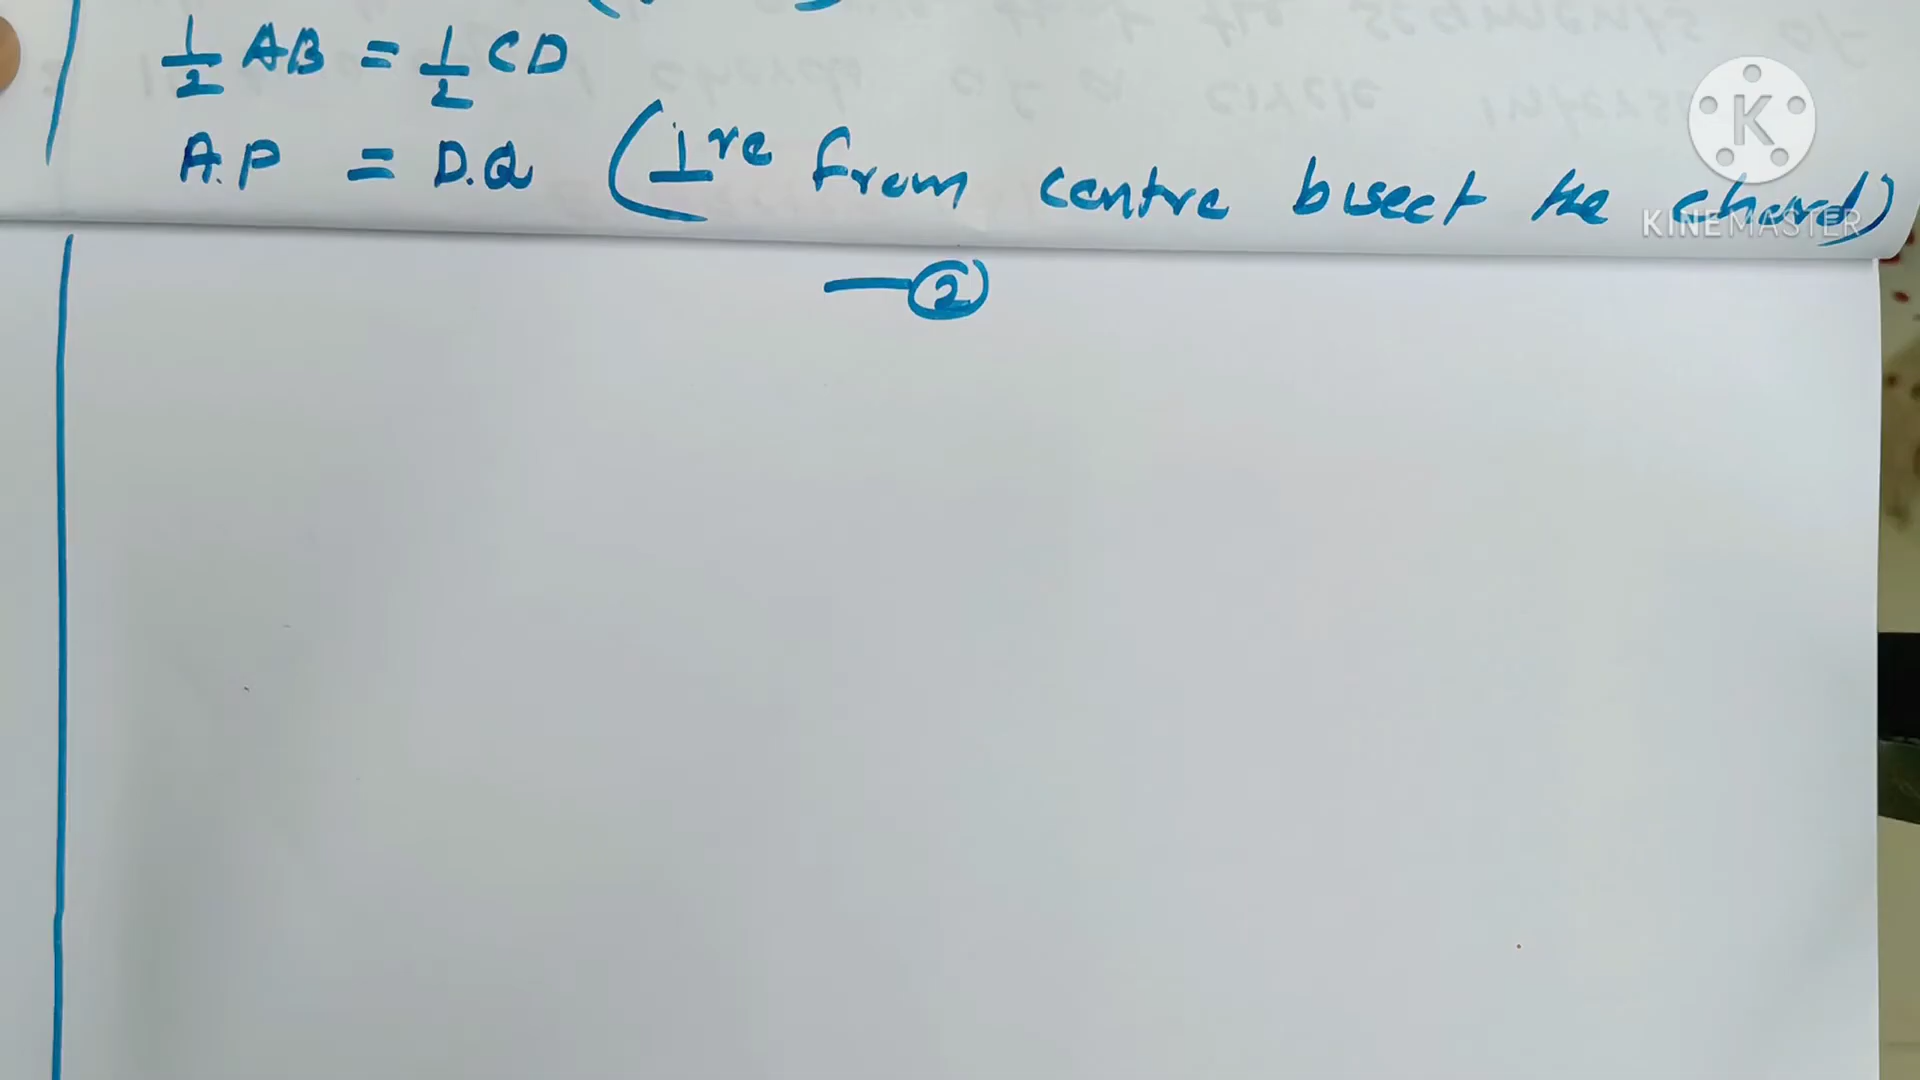 1/2 AB = 1/2 CD
A.P = D.Q (⊥re from centre bisect the chord)
—②
K
KINEMASTER